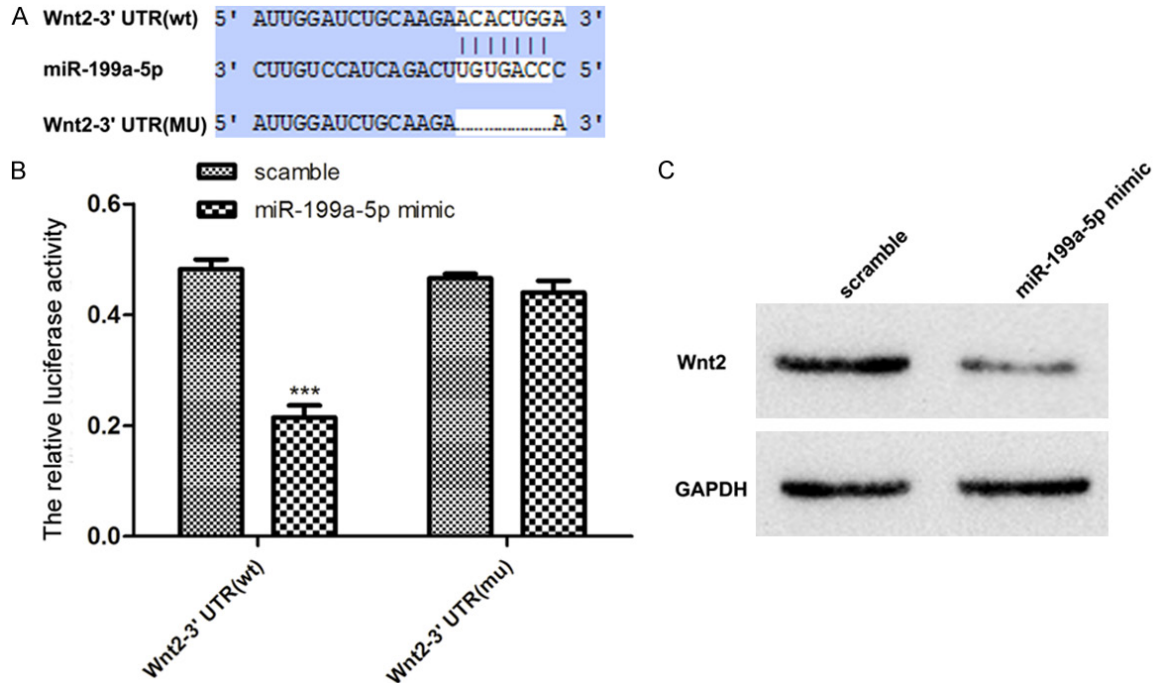 A
Wnt2-3' UTR(wt) 5' AUUGGAUCUGCAAGAACACUGGA 3'
miR-199a-5p 3' CUUGUCCAUCAGACUUGUGACCC 5'
Wnt2-3' UTR(MU) 5' AUUGGAUCUGCAAGA.....................A 3'
B
scamble
miR-199a-5p mimic
The relative luciferase activity
0.6
0.4
0.2
0.0
***
Wnt2-3' UTR(wt)
Wnt2-3' UTR(mu)
C
scramble
miR-199a-5p mimic
Wnt2
GAPDH